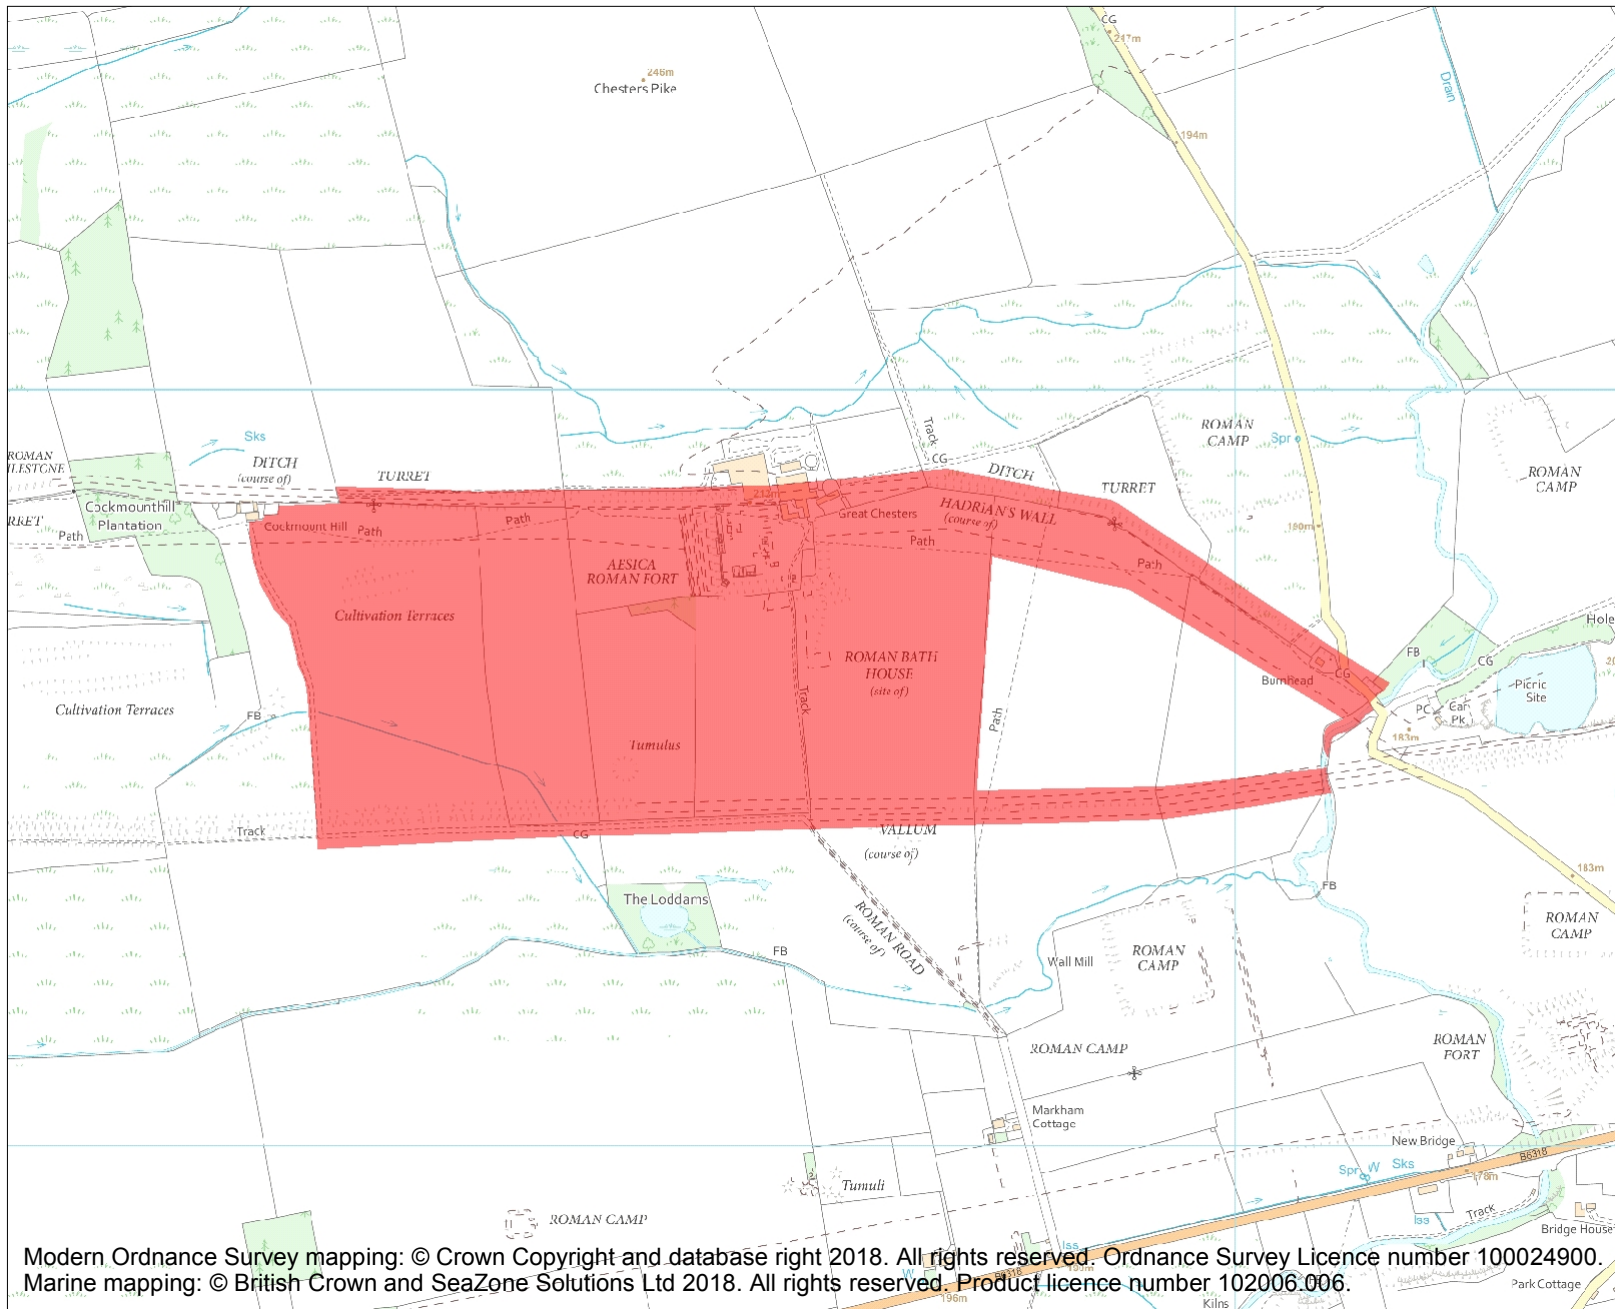 CG
217m
246m
Chesters Pike
Drain
194m
Sks
DITCH
(course of)
TURRET
ROMAN
Cockmounthill
Plantation
Path
Cockmount Hill
Path
Path
Track
CG
DITCH
TURRET
HADRIAN'S WALL
(course of)
Great Chesters
Path
Path
ROMAN
CAMP
Spr
190m
ROMAN
CAMP
AESICA
ROMAN FORT
Cultivation Terraces
ROMAN BATH
HOUSE
(site of)
Track
Tumulus
Path
Burnhead
CG
FB
CG
Hole
Picnic
Site
PC
Car
Pk
183m
Cultivation Terraces
FB
Track
CG
VALLUM
(course of)
The Loddams
ROMAN ROAD
(course of)
FB
Wall Mill
ROMAN
CAMP
FB
183m
ROMAN
CAMP
ROMAN CAMP
ROMAN
FORT
Markham
Cottage
New Bridge
Spr W Sks
B6318
178m
Iss
Track
Bridge House
Tumuli
ROMAN CAMP
Iss
B6318
W
196m
Kilns
Park Cottage
Modern Ordnance Survey mapping: © Crown Copyright and database right 2018. All rights reserved. Ordnance Survey Licence number 100024900.
Marine mapping: © British Crown and SeaZone Solutions Ltd 2018. All rights reserved. Product licence number 102006.006.